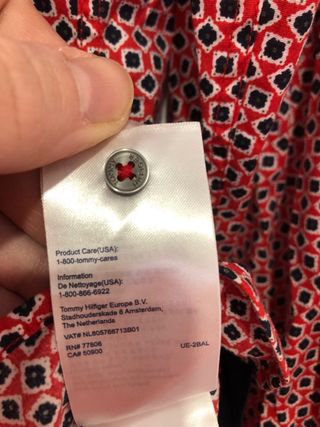 Product Care(USA):
1-800-tommy-cares
Information
De Nettoyage(USA):
1-800-866-6922
Tommy Hilfiger Europe B.V.
Stadhouderskade 6 Amsterdam,
The Netherlands
VAT# NL805766713B01
RN# 77806
CA# 50900
UE-2BAL